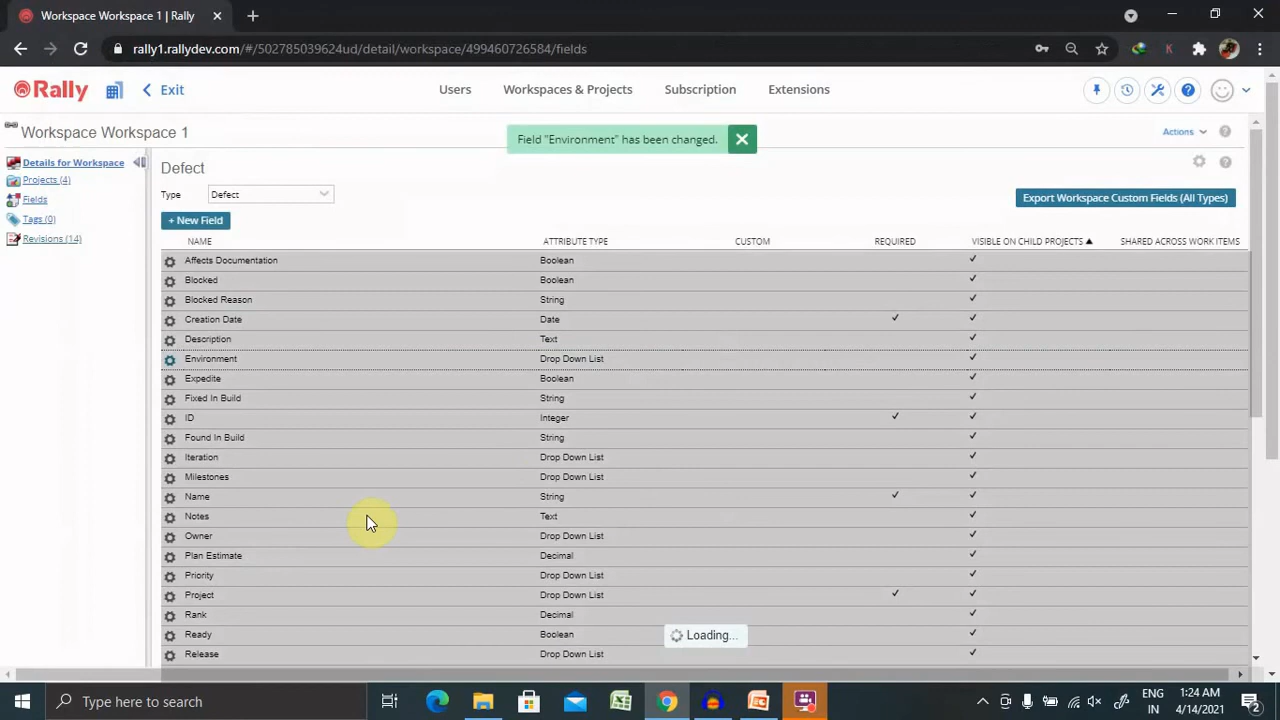 Workspace Workspace 1 | Rally
rally1.rallydev.com/#/502785039624ud/detail/workspace/499460726584/fields
K
Rally
Exit
Users
Workspaces & Projects
Subscription
Extensions
Workspace Workspace 1
Field "Environment" has been changed.
Actions
Details for Workspace
Projects (4)
Fields
Tags (0)
Revisions (14)
Defect
Type
Defect
Export Workspace Custom Fields (All Types)
+ New Field
NAME ATTRIBUTE TYPE CUSTOM REQUIRED VISIBLE ON CHILD PROJECTS SHARED ACROSS WORK ITEMS
Affects Documentation Boolean
Blocked Boolean
Blocked Reason String
Creation Date Date
Description Text
Environment Drop Down List
Expedite Boolean
Fixed In Build String
ID Integer
Found In Build String
Iteration Drop Down List
Milestones Drop Down List
Name String
Notes Text
Owner Drop Down List
Plan Estimate Decimal
Priority Drop Down List
Project Drop Down List
Rank Decimal
Ready Boolean
Release Drop Down List
Loading...
Type here to search
ENG
IN
1:24 AM
4/14/2021
2